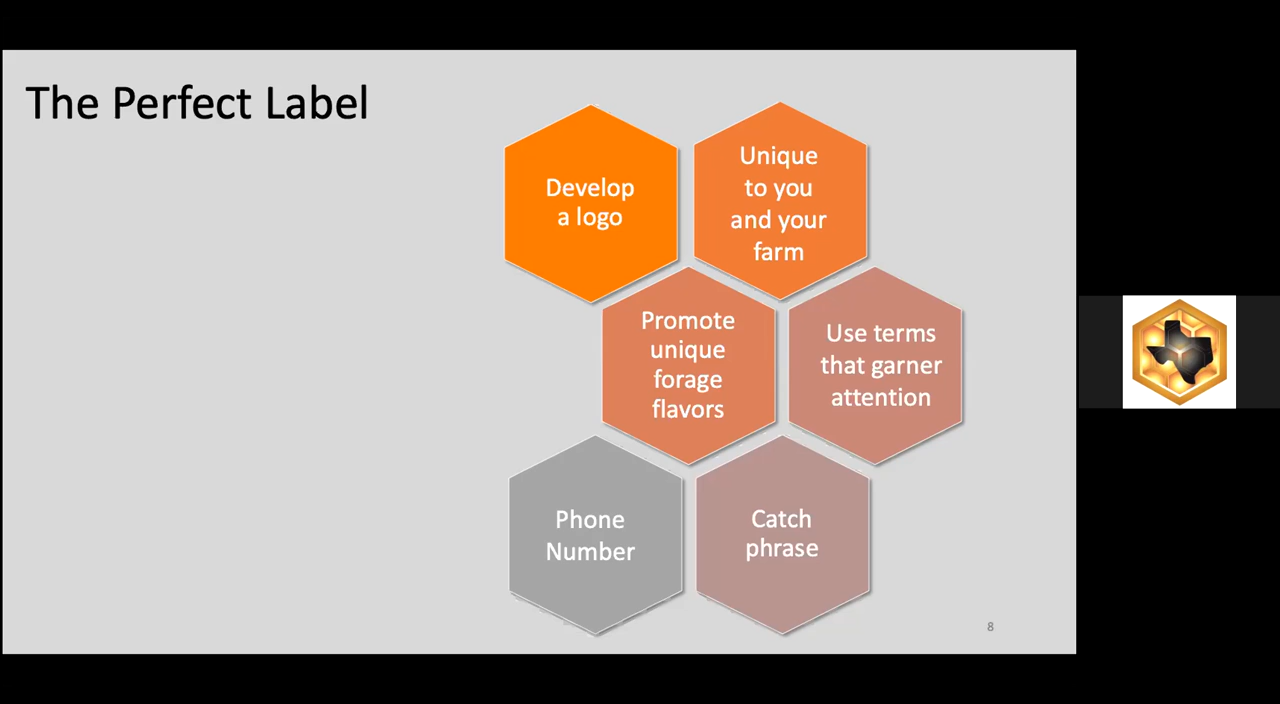 The Perfect Label
Develop
a logo
Unique
to you
and your
farm
Promote
unique
forage
flavors
Use terms
that garner
attention
Phone
Number
Catch
phrase
8